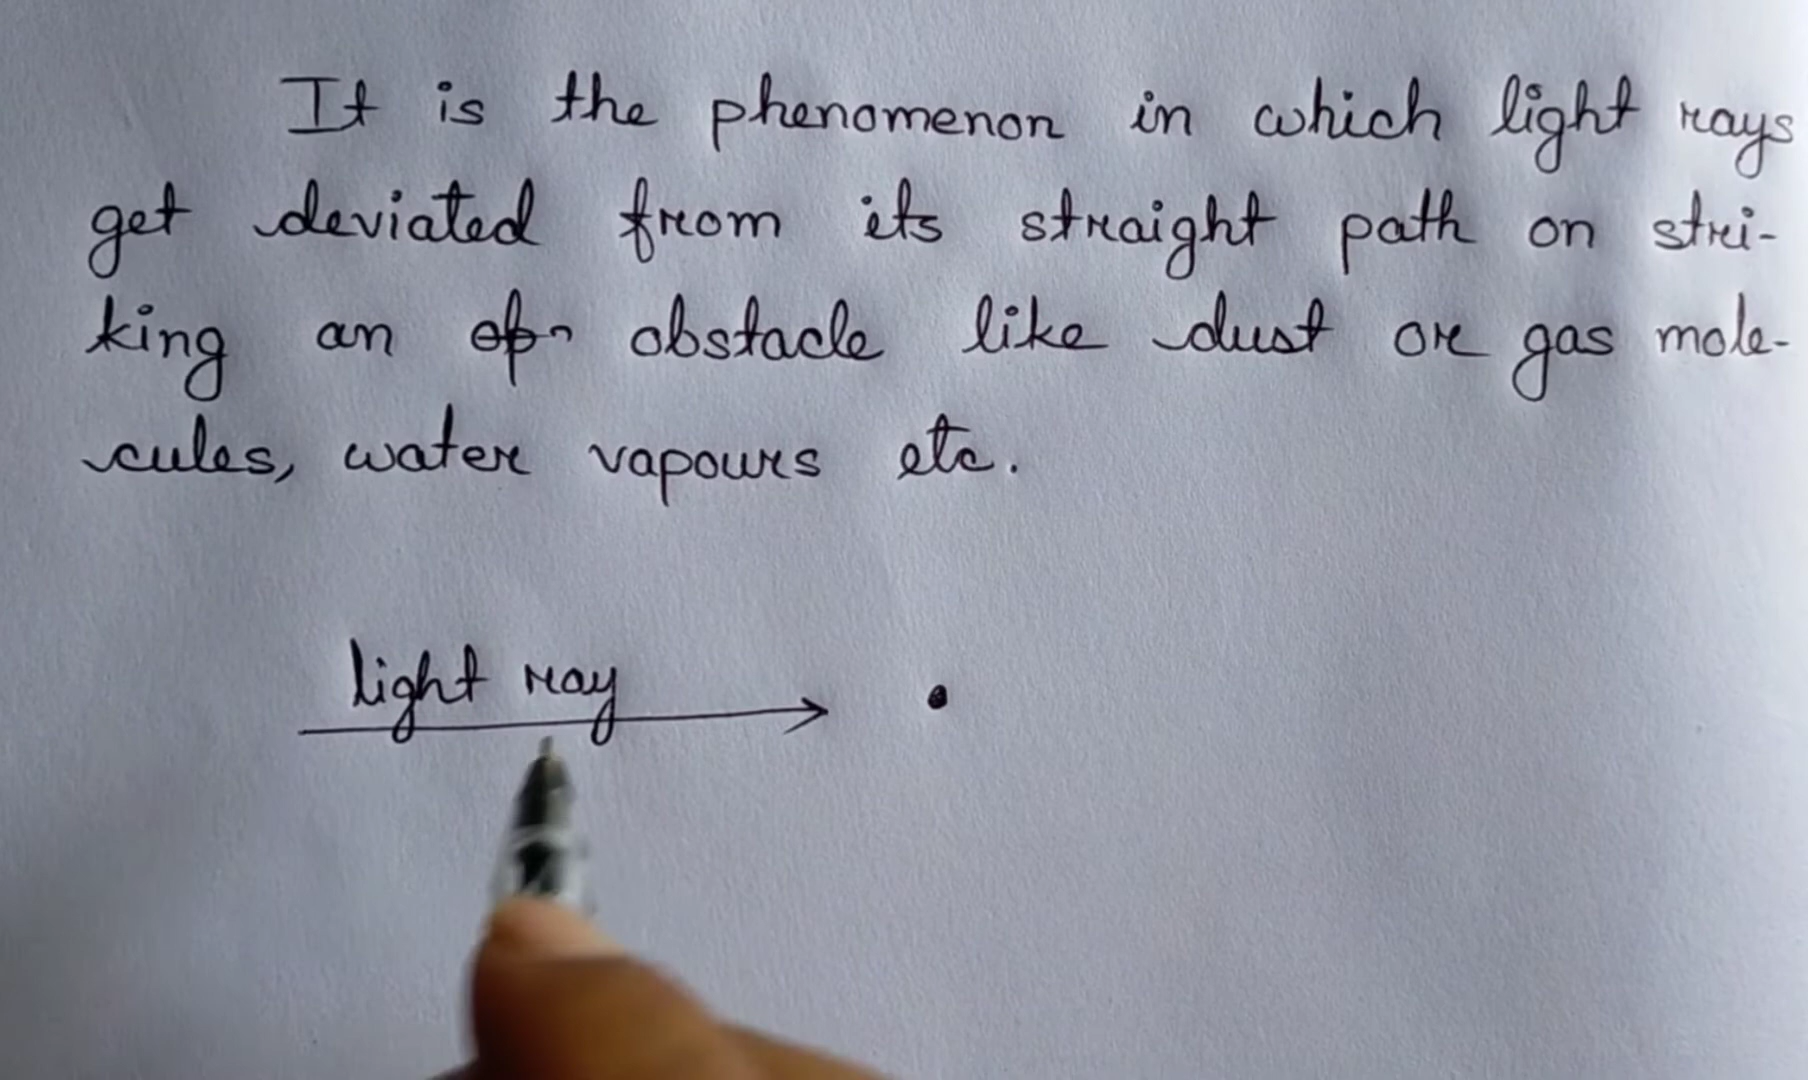 It is the phenomenon in which light rays
get deviated from its straight path on stri-
king an obstacle like dust or gas mole-
cules, water vapours etc.
light ray